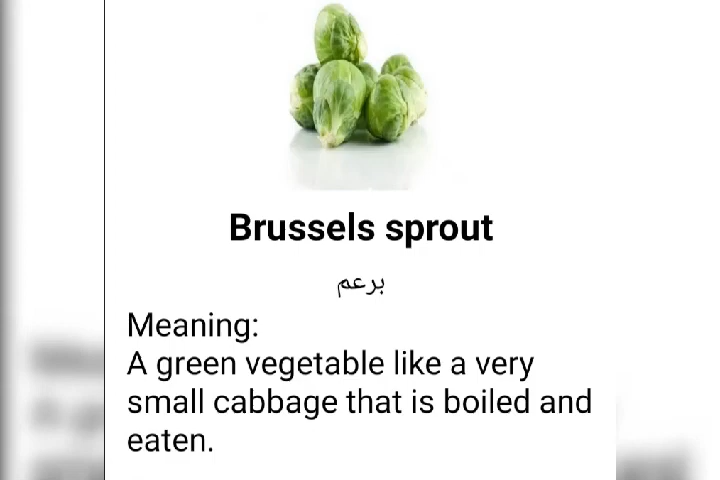 Brussels sprout
برعم
Meaning:
A green vegetable like a very
small cabbage that is boiled and
eaten.